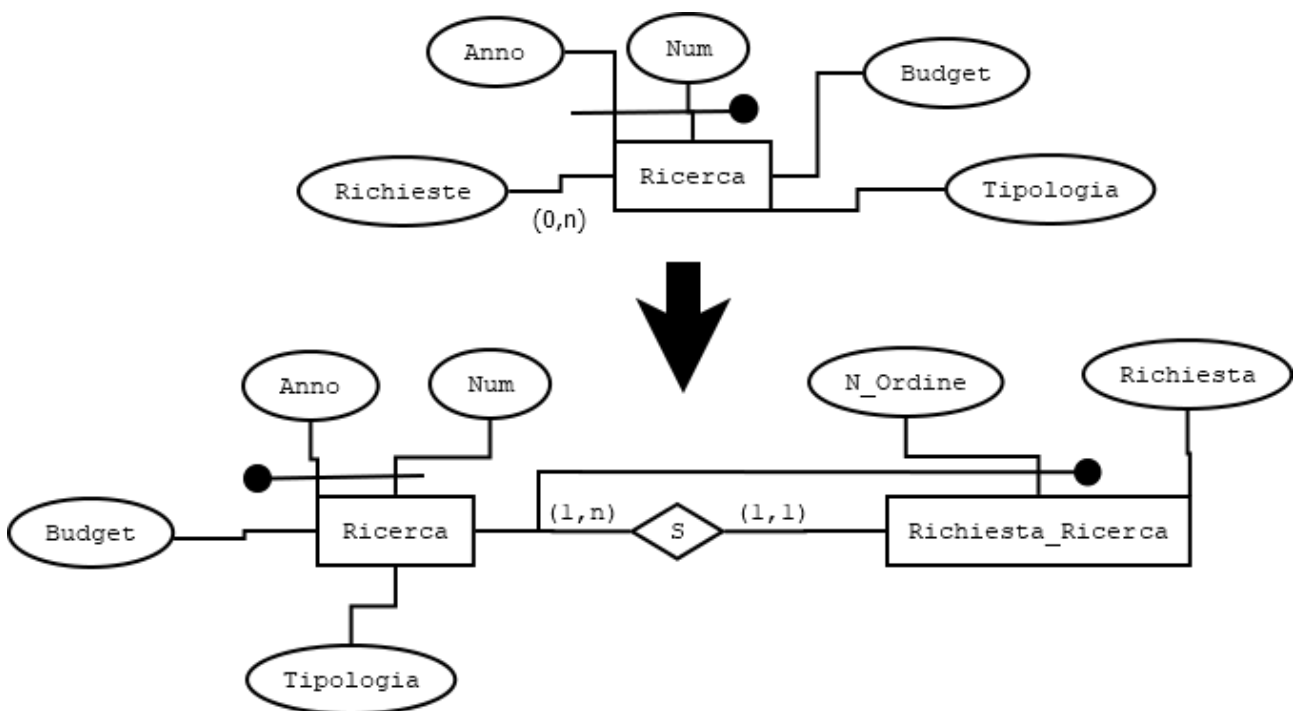 Anno
Num
Budget
Richieste
Ricerca
Tipologia
(0,n)
Anno
Num
N_Ordine
Richiesta
Budget
Ricerca
(1,n)
S
(1,1)
Richiesta_Ricerca
Tipologia